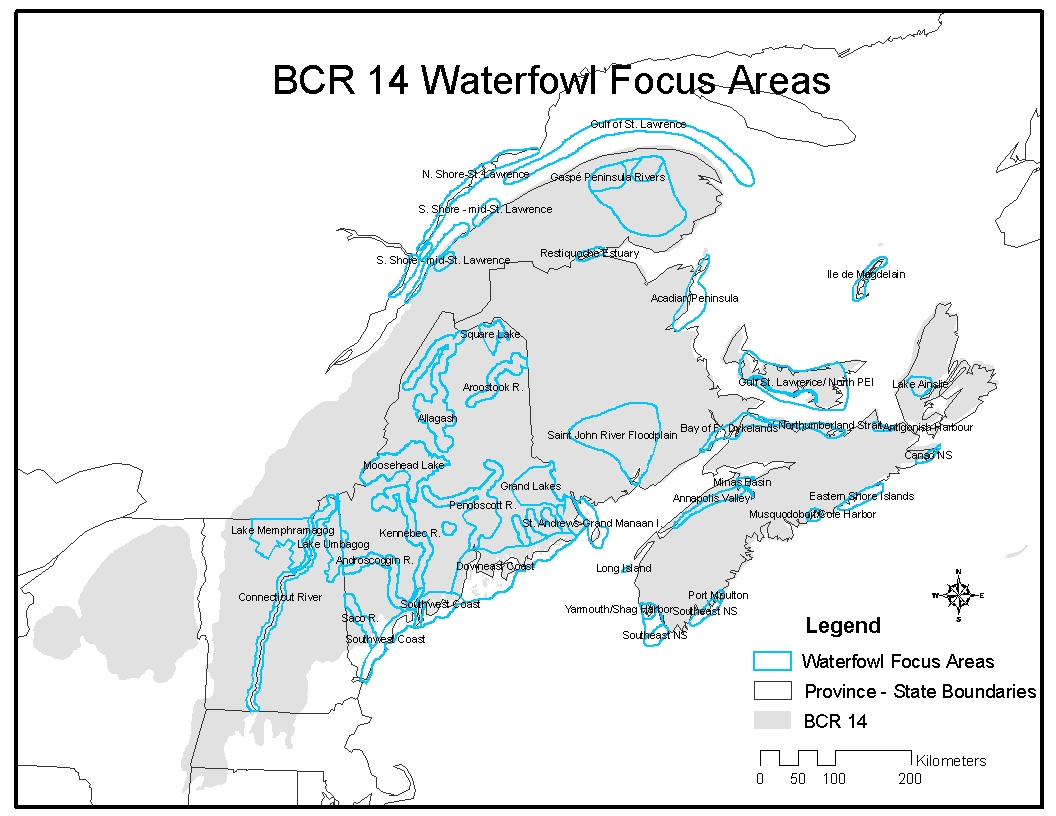 BCR 14 Waterfowl Focus Areas
Gulf of St. Lawrence
N. Shore-St. Lawrence
Gaspé Peninsula Rivers
S. Shore - mid-St. Lawrence
S. Shore - mid-St. Lawrence
Restiquoche Estuary
Ile de Magdelain
Acadian Peninsula
Square Lake
Aroostook R.
Gulf St. Lawrence/ North PEI
Lake Ainslie
Allagash
Saint John River Floodplain
Bay of F. Dykelands
Northumberland Strait
Antigonish Harbour
Canso NS
Moosehead Lake
Grand Lakes
Minas Basin
Annapolis Valley
Eastern Shore Islands
Penobscott R.
Musquodoboit/Cole Harbor
St. Andrews-Grand Manaan I.
Lake Memphramagog
Kennebec R.
Lake Umbagog
Androscoggin R.
Downeast Coast
Long Island
Connecticut River
Port Moulton
Southwest Coast
Yarmouth/Shag Harbor
Southeast NS
Saco R.
Southwest Coast
Southeast NS
N
W E
S
Legend
Waterfowl Focus Areas
Province - State Boundaries
BCR 14
Kilometers
0 50 100 200